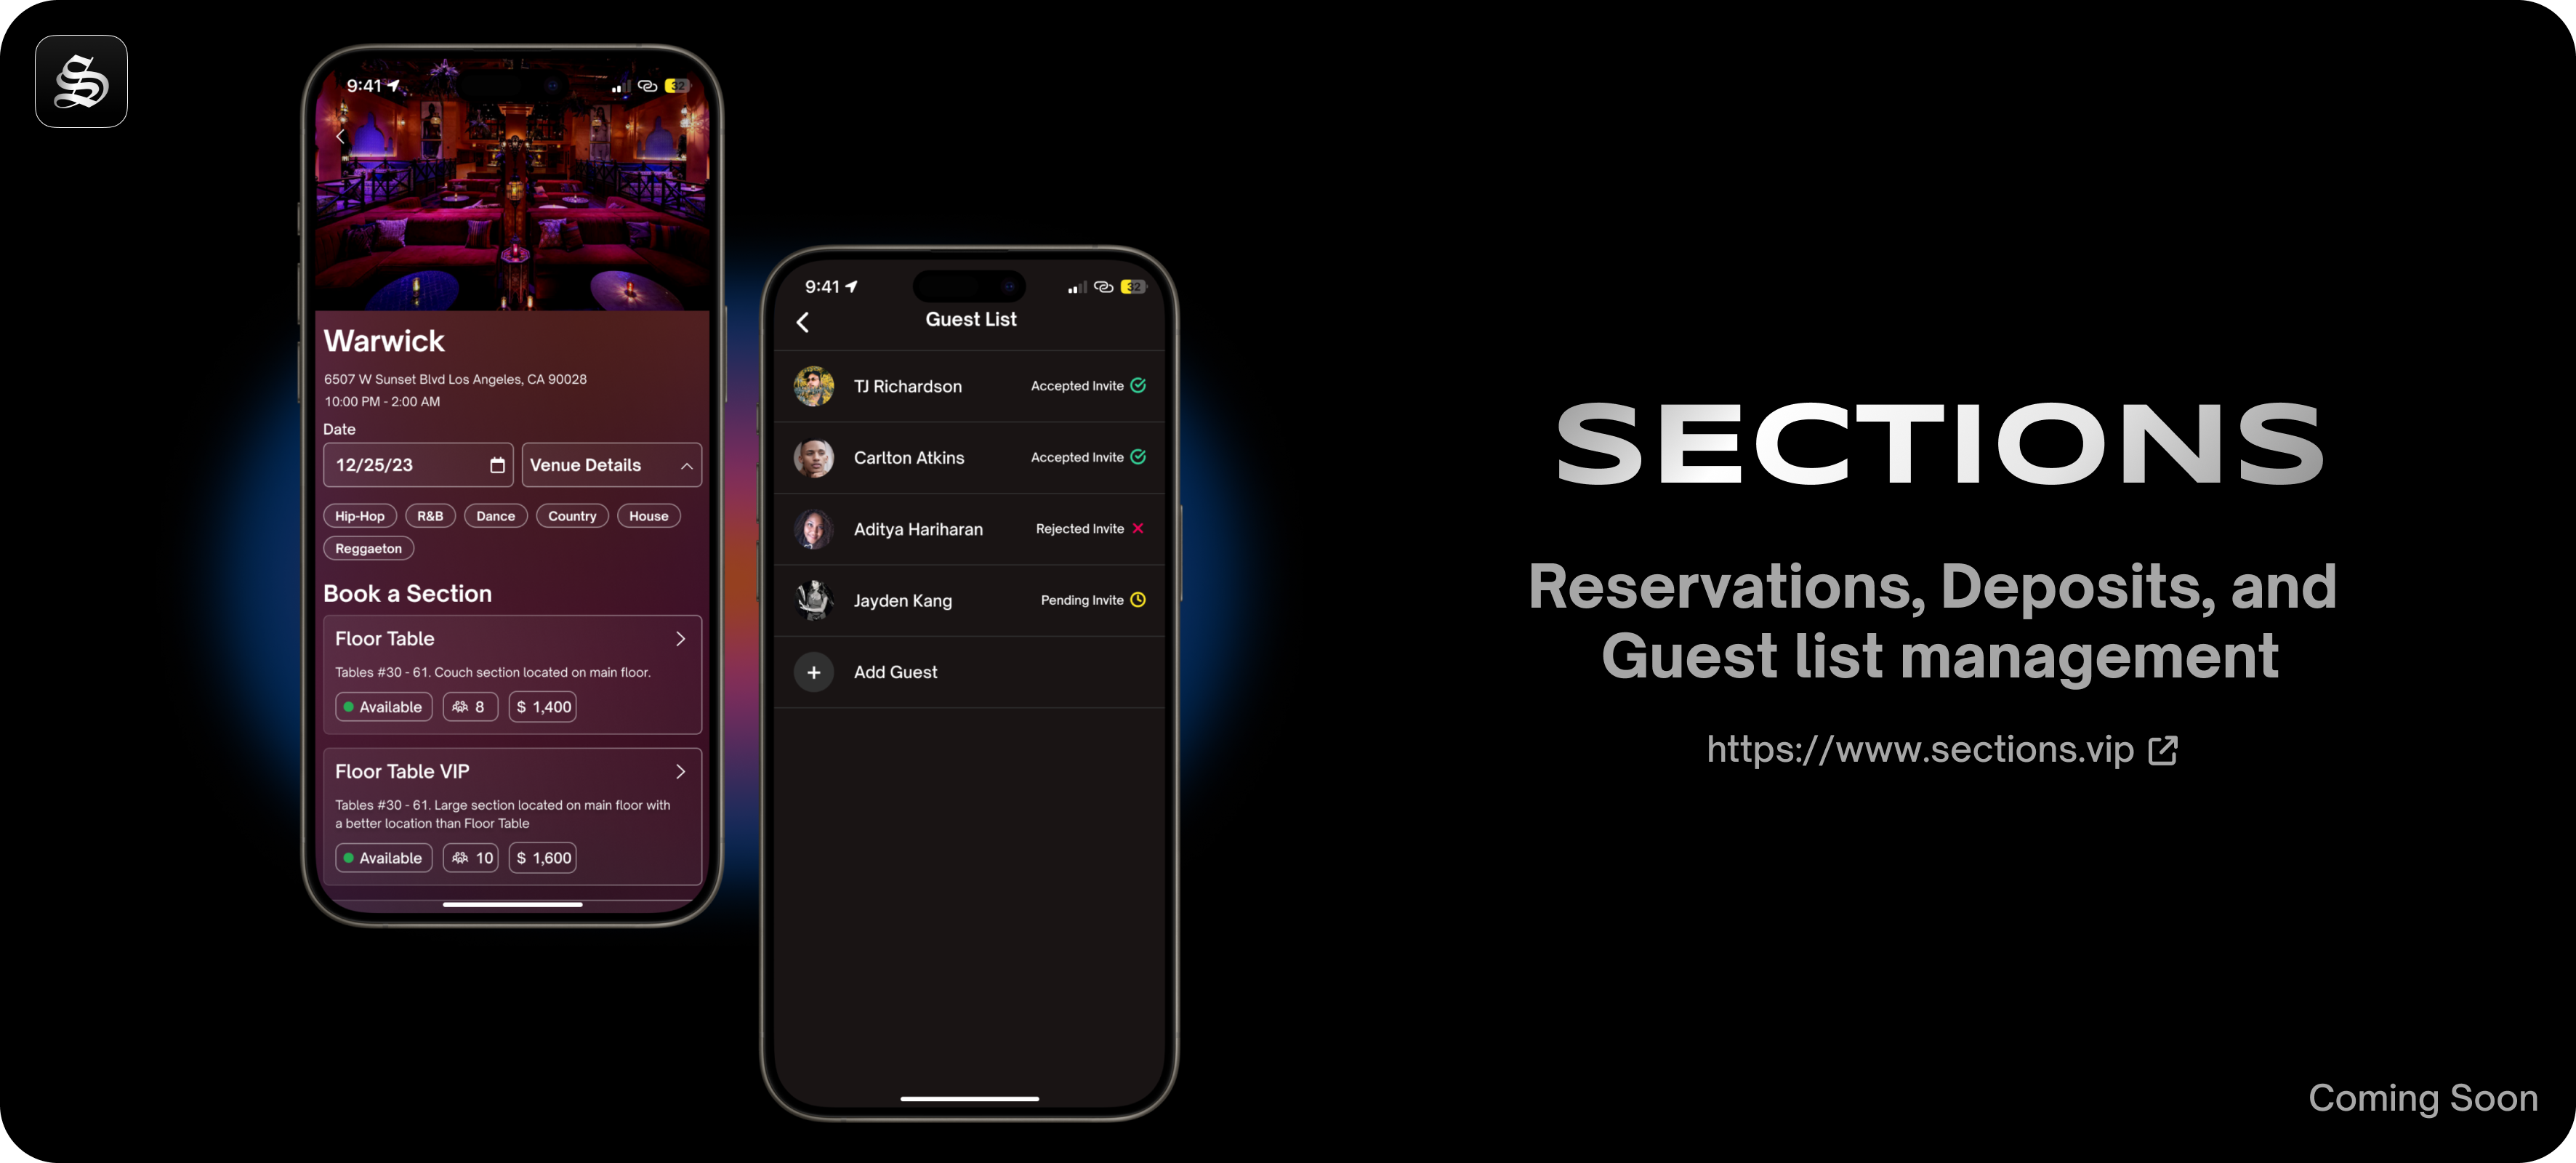 S
9:41
32
Warwick
6507 W Sunset Blvd Los Angeles, CA 90028
10:00 PM - 2:00 AM
Date
12/25/23
Venue Details
Hip-Hop
R&B
Dance
Country
House
Reggaeton
Book a Section
Floor Table
Tables #30 - 61. Couch section located on main floor.
Available
8
$ 1,400
Floor Table VIP
Tables #30 - 61. Large section located on main floor with
a better location than Floor Table
Available
10
$ 1,600
9:41
32
Guest List
TJ Richardson
Accepted Invite
Carlton Atkins
Accepted Invite
Aditya Hariharan
Rejected Invite
Jayden Kang
Pending Invite
Add Guest
SECTIONS
Reservations, Deposits, and
Guest list management
https://www.sections.vip
Coming Soon